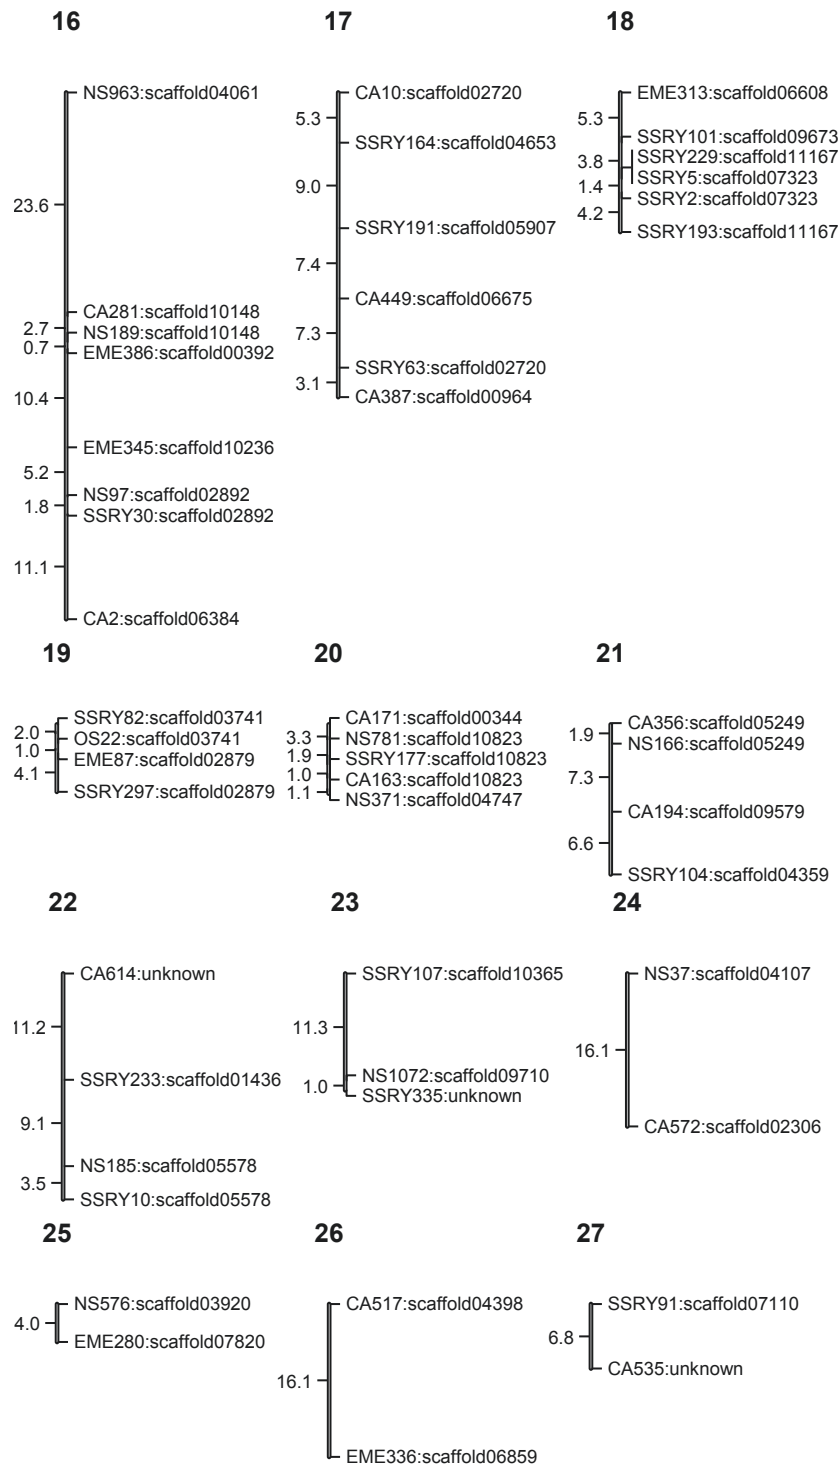 16
NS963:scaffold04061
23.6
CA281:scaffold10148
2.7
NS189:scaffold10148
0.7
EME386:scaffold00392
10.4
EME345:scaffold10236
5.2
NS97:scaffold02892
1.8
SSRY30:scaffold02892
11.1
CA2:scaffold06384
17
CA10:scaffold02720
5.3
SSRY164:scaffold04653
9.0
SSRY191:scaffold05907
7.4
CA449:scaffold06675
7.3
SSRY63:scaffold02720
3.1
CA387:scaffold00964
18
EME313:scaffold06608
5.3
SSRY101:scaffold09673
3.8
SSRY229:scaffold11167
SSRY5:scaffold07323
1.4
SSRY2:scaffold07323
4.2
SSRY193:scaffold11167
19
SSRY82:scaffold03741
2.0
OS22:scaffold03741
1.0
EME87:scaffold02879
4.1
SSRY297:scaffold02879
20
CA171:scaffold00344
3.3
NS781:scaffold10823
1.9
SSRY177:scaffold10823
1.0
CA163:scaffold10823
1.1
NS371:scaffold04747
21
CA356:scaffold05249
1.9
NS166:scaffold05249
7.3
CA194:scaffold09579
6.6
SSRY104:scaffold04359
22
CA614:unknown
11.2
SSRY233:scaffold01436
9.1
NS185:scaffold05578
3.5
SSRY10:scaffold05578
23
SSRY107:scaffold10365
11.3
NS1072:scaffold09710
1.0
SSRY335:unknown
24
NS37:scaffold04107
16.1
CA572:scaffold02306
25
NS576:scaffold03920
4.0
EME280:scaffold07820
26
CA517:scaffold04398
16.1
EME336:scaffold06859
27
SSRY91:scaffold07110
6.8
CA535:unknown